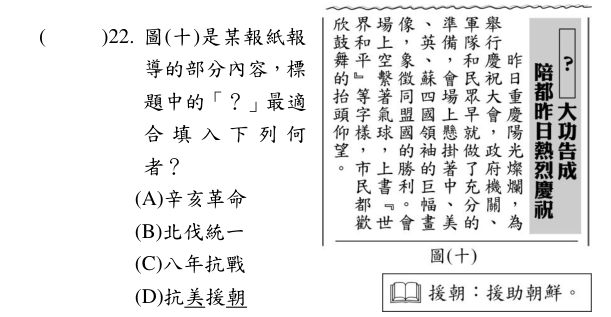 (　　)22. 圖(十)是某報紙報
導的部分內容，標
題中的「？」最適
合填入下列何
者？
(A)辛亥革命
(B)北伐統一
(C)八年抗戰
(D)抗美援朝
？ 大功告成
陪都昨日熱烈慶祝
昨日重慶陽光燦爛，為
舉行慶祝大會，政府機關、
軍隊和民眾早就做了充分的
準備，會場上懸掛著中、美
、英、蘇四國領袖的巨幅畫
像，象徵同盟國的勝利。會
場上空繫著氣球，上書『世
界和平』等字樣，市民都歡
欣鼓舞的抬頭仰望。
圖(十)
援朝：援助朝鮮。